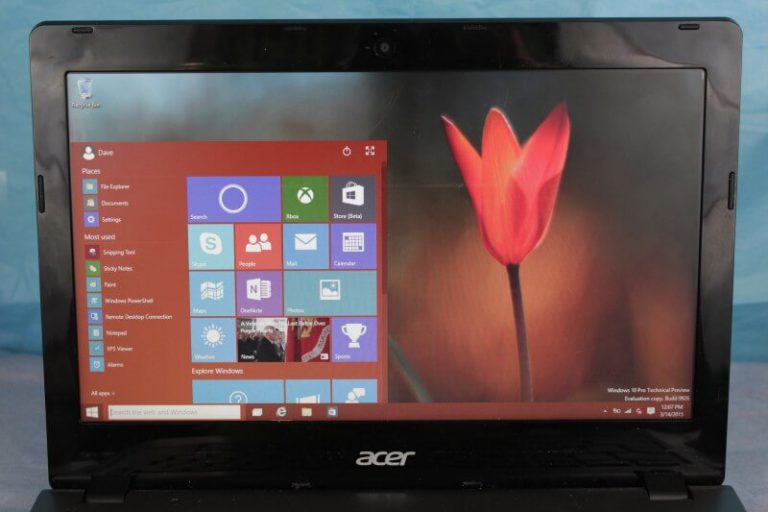 Recycle Bin
Dave
Places
File Explorer
Documents
Settings
Most used
Snipping Tool
Sticky Notes
Paint
Windows PowerShell
Remote Desktop Connection
Notepad
XPS Viewer
Alarms
All apps
Search
Xbox
Store (Beta)
Skype
People
Mail
Calendar
Maps
OneNote
Photos
Weather
News
Sports
Explore Windows
Search the web and Windows
Windows 10 Pro Technical Preview
Evaluation copy. Build 9926
12:07 PM
3/14/2015
acer